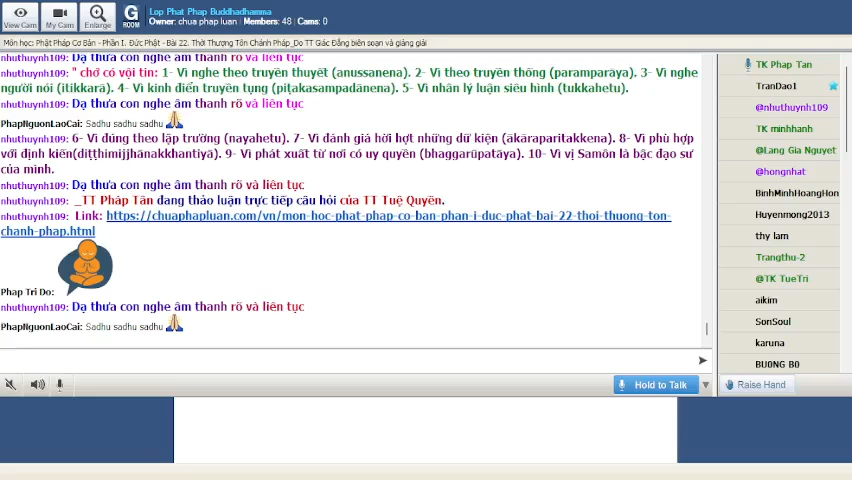 Lop Phat Phap Buddhadhamma
Owner: chua phap luan | Members: 48 | Cams: 0
View Cam
My Cam
Enlarge
G
ROOM
Môn học: Phật Pháp Cơ Bản -Phần I. Đức Phật -Bài 22. Thời Thượng Tôn Chánh Pháp_Do TT Giác Đẳng biên soạn và giảng giải
nhuthuynh109: Dạ thưa con nghe âm thanh rõ và liên tục
nhuthuynh109: " chớ có vội tin: 1- Vì nghe theo truyền thuyết (anussanena). 2- Vì theo truyền thống (paramparāya). 3- Vì nghe
người nói (itikkarā). 4- Vì kinh điển truyền tụng (piṭakasampadānena). 5- Vì nhân lý luận siêu hình (tukkahetu).
nhuthuynh109: Dạ thưa con nghe âm thanh rõ và liên tục
PhapNguonLaoCai: Sadhu sadhu sadhu
nhuthuynh109: 6- Vì đúng theo lập trường (nayahetu). 7- Vì đánh giá hời hợt những dữ kiện (ākāraparitakkena). 8- Vì phù hợp
với định kiến(diṭṭhimijjhānakkhantiyā). 9- Vì phát xuất từ nơi có uy quyền (bhaggarūpatāya). 10- Vì vị Samôn là bậc đạo sư
của mình.
nhuthuynh109: Dạ thưa con nghe âm thanh rõ và liên tục
nhuthuynh109: _TT Pháp Tân đang thảo luận trực tiếp câu hỏi của TT Tuệ Quyền.
nhuthuynh109: Link: https://chuaphapluan.com/vn/mon-hoc-phat-phap-co-ban-phan-i-duc-phat-bai-22-thoi-thuong-ton-
chanh-phap.html
Phap Tri Do:
nhuthuynh109: Dạ thưa con nghe âm thanh rõ và liên tục
PhapNguonLaoCai: Sadhu sadhu sadhu
Hold to Talk
TK Phap Tan
TranDao1
@nhuthuynh109
TK minhhanh
@Lang Gia Nguyet
@hongnhat
BinhMinhHoangHon
Huyenmong2013
thy lam
Trangthu-2
@TK TueTri
aikim
SonSoul
karuna
BUØNG BØ
Raise Hand